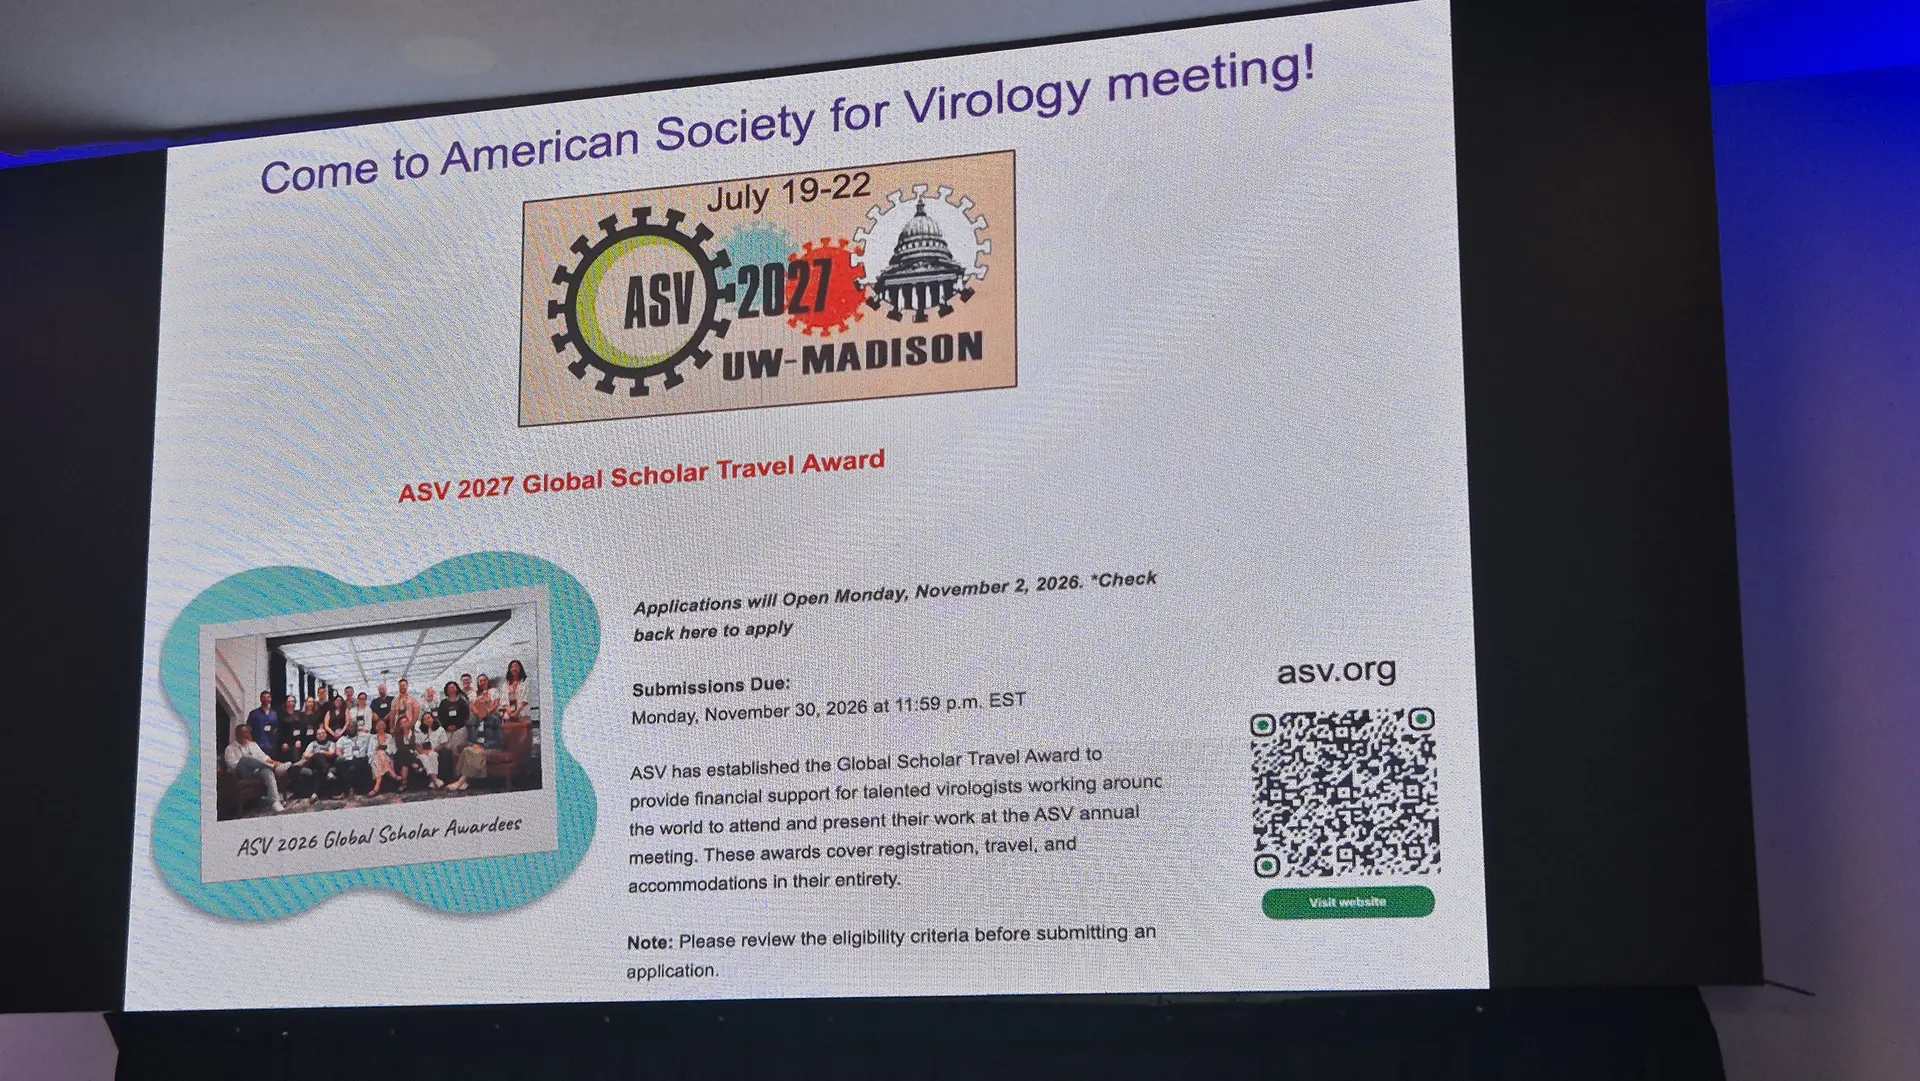 Come to American Society for Virology meeting!
July 19-22
ASV 2027
UW-MADISON
ASV 2027 Global Scholar Travel Award
Applications will Open Monday, November 2, 2026. *Check
back here to apply
Submissions Due:
Monday, November 30, 2026 at 11:59 p.m. EST
ASV has established the Global Scholar Travel Award to
provide financial support for talented virologists working around
the world to attend and present their work at the ASV annual
meeting. These awards cover registration, travel, and
accommodations in their entirety.
Note: Please review the eligibility criteria before submitting an
application.
ASV 2026 Global Scholar Awardees
asv.org
Visit website